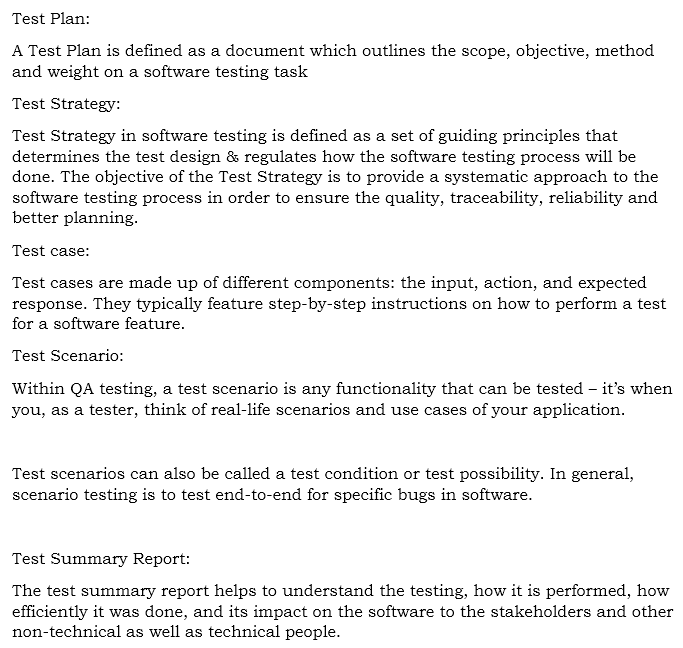 Test Plan:
A Test Plan is defined as a document which outlines the scope, objective, method
and weight on a software testing task
Test Strategy:
Test Strategy in software testing is defined as a set of guiding principles that
determines the test design & regulates how the software testing process will be
done. The objective of the Test Strategy is to provide a systematic approach to the
software testing process in order to ensure the quality, traceability, reliability and
better planning.
Test case:
Test cases are made up of different components: the input, action, and expected
response. They typically feature step-by-step instructions on how to perform a test
for a software feature.
Test Scenario:
Within QA testing, a test scenario is any functionality that can be tested – it’s when
you, as a tester, think of real-life scenarios and use cases of your application.
Test scenarios can also be called a test condition or test possibility. In general,
scenario testing is to test end-to-end for specific bugs in software.
Test Summary Report:
The test summary report helps to understand the testing, how it is performed, how
efficiently it was done, and its impact on the software to the stakeholders and other
non-technical as well as technical people.